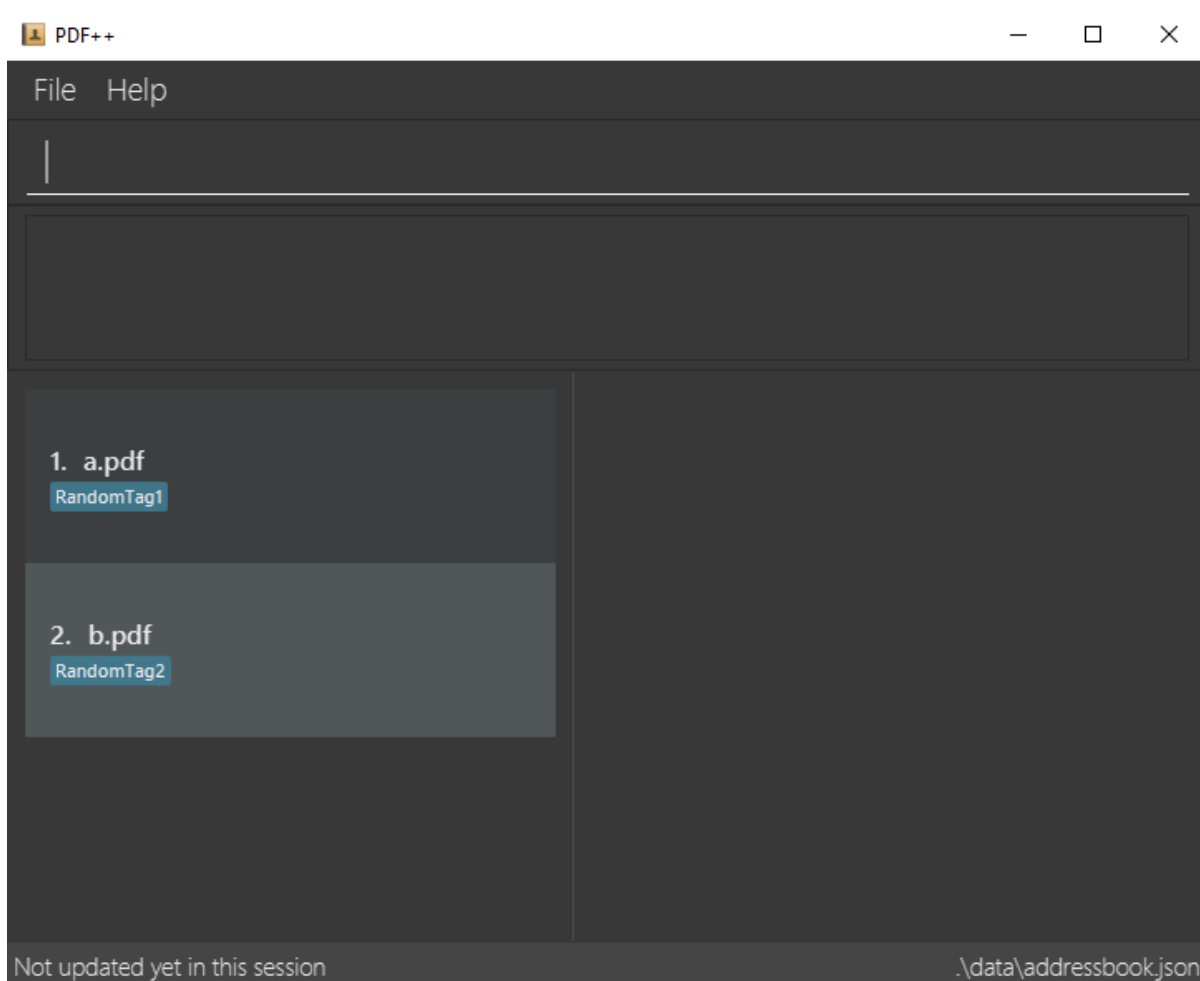 PDF++
File Help
1. a.pdf
RandomTag1
2. b.pdf
RandomTag2
Not updated yet in this session .\data\addressbook.json